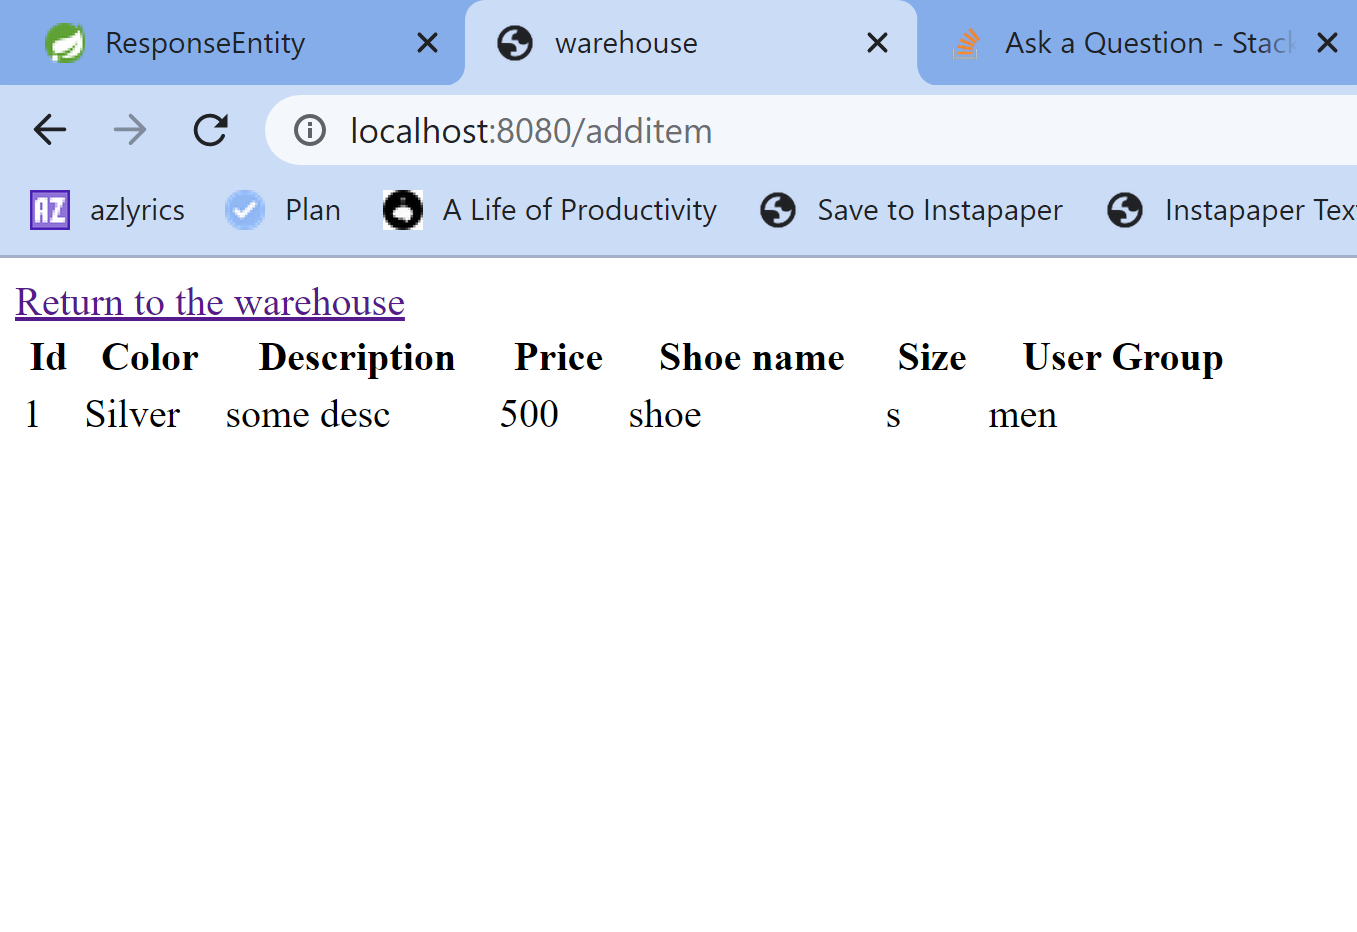 ResponseEntity warehouse Ask a Question - Stack
localhost:8080/additem
AZ azlyrics Plan A Life of Productivity Save to Instapaper Instapaper Tex
Return to the warehouse
Id Color Description Price Shoe name Size User Group
1 Silver some desc 500 shoe s men